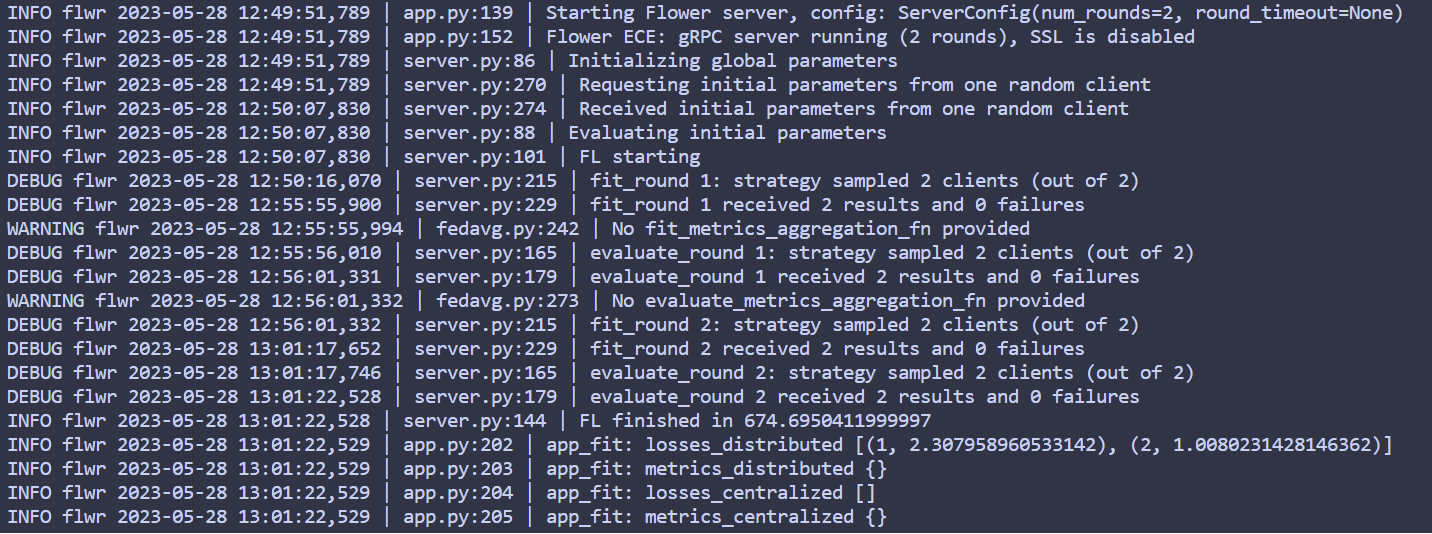 INFO flwr 2023-05-28 12:49:51,789 | app.py:139 | Starting Flower server, config: ServerConfig(num_rounds=2, round_timeout=None)
INFO flwr 2023-05-28 12:49:51,789 | app.py:152 | Flower ECE: gRPC server running (2 rounds), SSL is disabled
INFO flwr 2023-05-28 12:49:51,789 | server.py:86 | Initializing global parameters
INFO flwr 2023-05-28 12:49:51,789 | server.py:270 | Requesting initial parameters from one random client
INFO flwr 2023-05-28 12:50:07,830 | server.py:274 | Received initial parameters from one random client
INFO flwr 2023-05-28 12:50:07,830 | server.py:88 | Evaluating initial parameters
INFO flwr 2023-05-28 12:50:07,830 | server.py:101 | FL starting
DEBUG flwr 2023-05-28 12:50:16,070 | server.py:215 | fit_round 1: strategy sampled 2 clients (out of 2)
DEBUG flwr 2023-05-28 12:55:55,900 | server.py:229 | fit_round 1 received 2 results and 0 failures
WARNING flwr 2023-05-28 12:55:55,994 | fedavg.py:242 | No fit_metrics_aggregation_fn provided
DEBUG flwr 2023-05-28 12:55:56,010 | server.py:165 | evaluate_round 1: strategy sampled 2 clients (out of 2)
DEBUG flwr 2023-05-28 12:56:01,331 | server.py:179 | evaluate_round 1 received 2 results and 0 failures
WARNING flwr 2023-05-28 12:56:01,332 | fedavg.py:273 | No evaluate_metrics_aggregation_fn provided
DEBUG flwr 2023-05-28 12:56:01,332 | server.py:215 | fit_round 2: strategy sampled 2 clients (out of 2)
DEBUG flwr 2023-05-28 13:01:17,652 | server.py:229 | fit_round 2 received 2 results and 0 failures
DEBUG flwr 2023-05-28 13:01:17,746 | server.py:165 | evaluate_round 2: strategy sampled 2 clients (out of 2)
DEBUG flwr 2023-05-28 13:01:22,528 | server.py:179 | evaluate_round 2 received 2 results and 0 failures
INFO flwr 2023-05-28 13:01:22,528 | server.py:144 | FL finished in 674.6950411999997
INFO flwr 2023-05-28 13:01:22,529 | app.py:202 | app_fit: losses_distributed [(1, 2.307958960533142), (2, 1.0080231428146362)]
INFO flwr 2023-05-28 13:01:22,529 | app.py:203 | app_fit: metrics_distributed {}
INFO flwr 2023-05-28 13:01:22,529 | app.py:204 | app_fit: losses_centralized []
INFO flwr 2023-05-28 13:01:22,529 | app.py:205 | app_fit: metrics_centralized {}